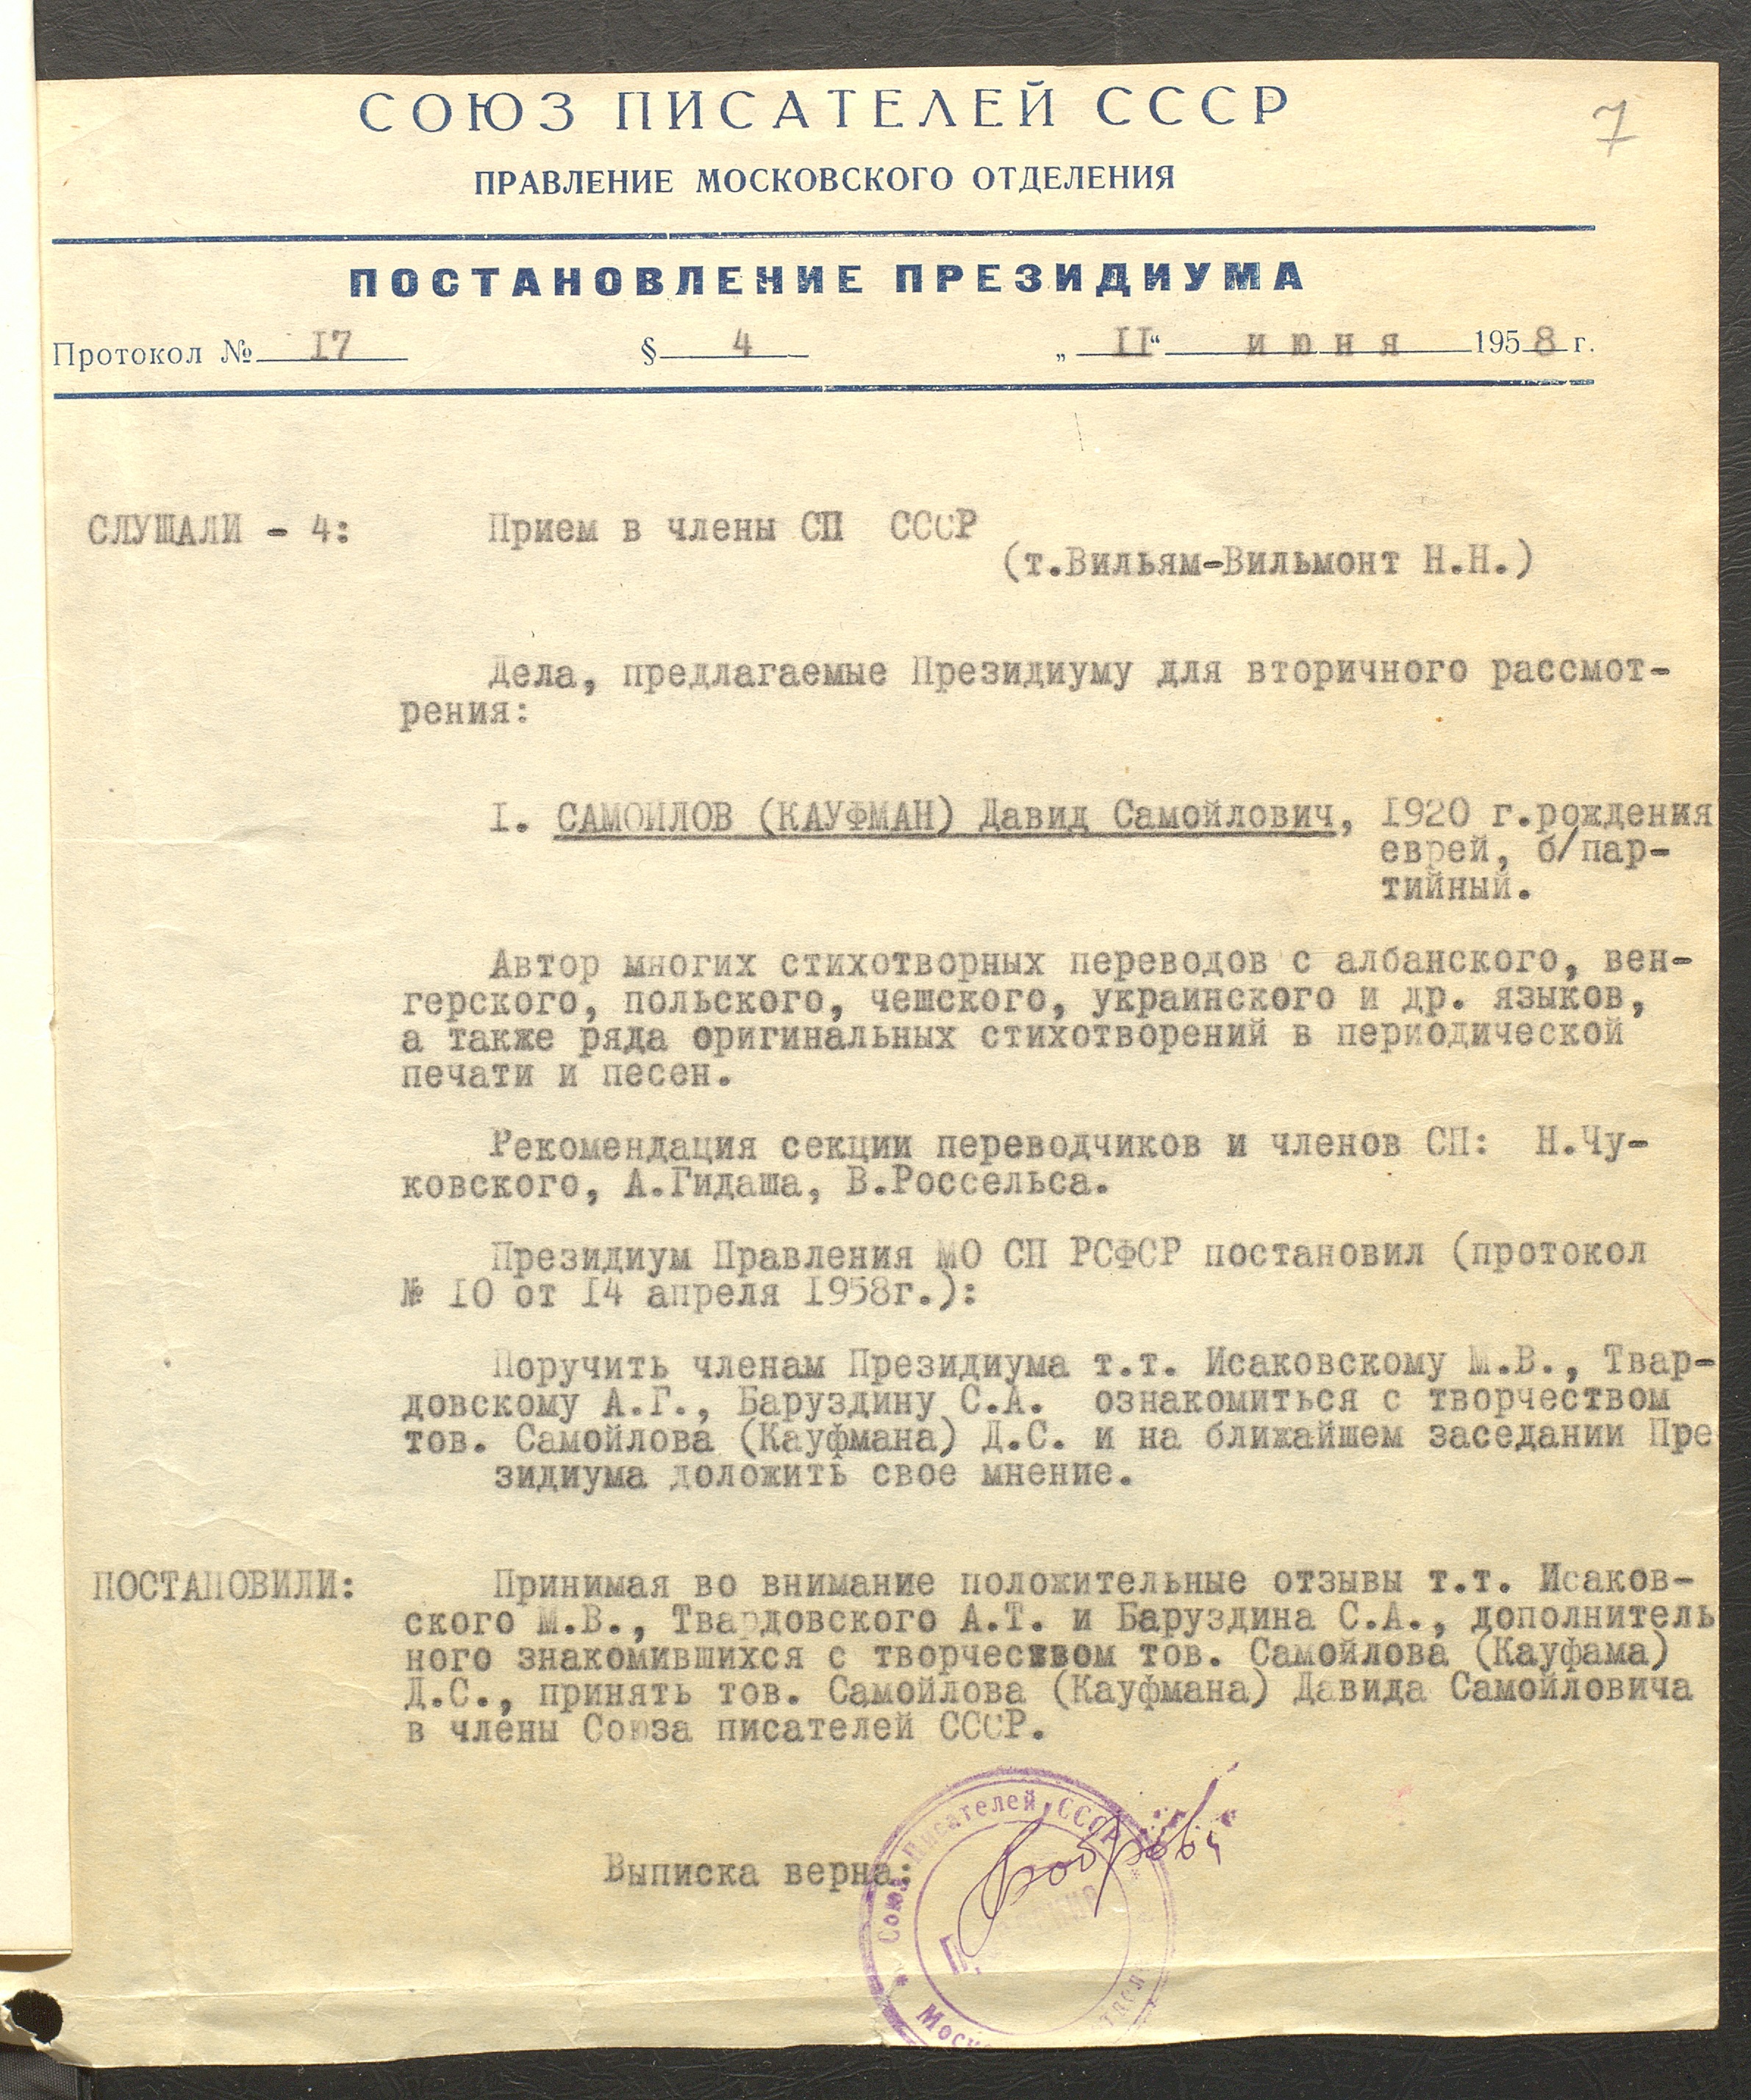 7
СОЮЗ ПИСАТЕЛЕЙ СССР
ПРАВЛЕНИЕ МОСКОВСКОГО ОТДЕЛЕНИЯ
ПОСТАНОВЛЕНИЕ ПРЕЗИДИУМА
Протокол № 17 § 4 „11“ июня 1958 г.
СЛУШАЛИ - 4: Прием в члены СП СССР
(т.Вильям-Вильмонт Н.Н.)
Дела, предлагаемые Президиуму для вторичного рассмот-
рения:
1. САМОЙЛОВ (КАУФМАН) Давид Самойлович, 1920 г.рождения
еврей, б/пар-
тийный.
Автор многих стихотворных переводов с албанского, вен-
герского, польского, чешского, украинского и др. языков,
а также ряда оригинальных стихотворений в периодической
печати и песен.
Рекомендация секции переводчиков и членов СП: Н.Чу-
ковского, А.Гидаша, В.Россельса.
Президиум Правления МО СП РСФСР постановил (протокол
№ 10 от 14 апреля 1958г.):
Поручить членам Президиума т.т. Исаковскому М.В., Твар-
довскому А.Г., Баруздину С.А. ознакомиться с творчеством
тов. Самойлова (Кауфмана) Д.С. и на ближайшем заседании Пре
зидиума доложить свое мнение.
ПОСТАНОВИЛИ: Принимая во внимание положительные отзывы т.т. Исаков-
ского М.В., Твардовского А.Т. и Баруздина С.А., дополнитель
ного знакомившихся с творчеством тов. Самойлова (Кауфама)
Д.С., принять тов. Самойлова (Кауфмана) Давида Самойловича
в члены Союза писателей СССР.
Выписка верна:
Союз Писателей СССР